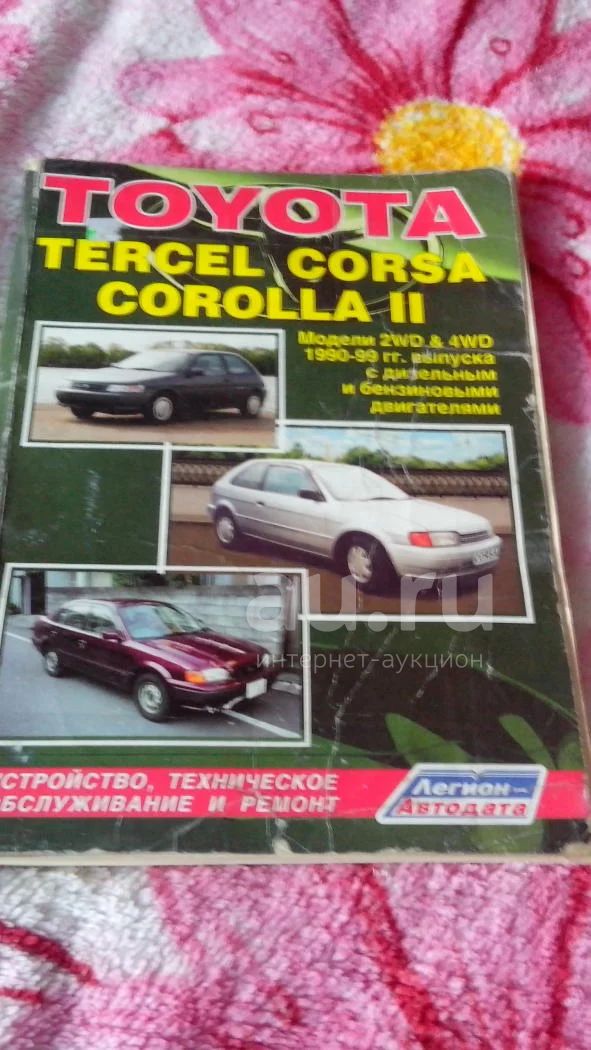 TOYOTA
TERCEL CORSA
COROLLA II
Модели 2WD & 4WD
1990-99 гг. выпуска
с дизельным
и бензиновыми
двигателями
au.ru
интернет-аукцион
УСТРОЙСТВО, ТЕХНИЧЕСКОЕ
ОБСЛУЖИВАНИЕ И РЕМОНТ
Легион
Автодата